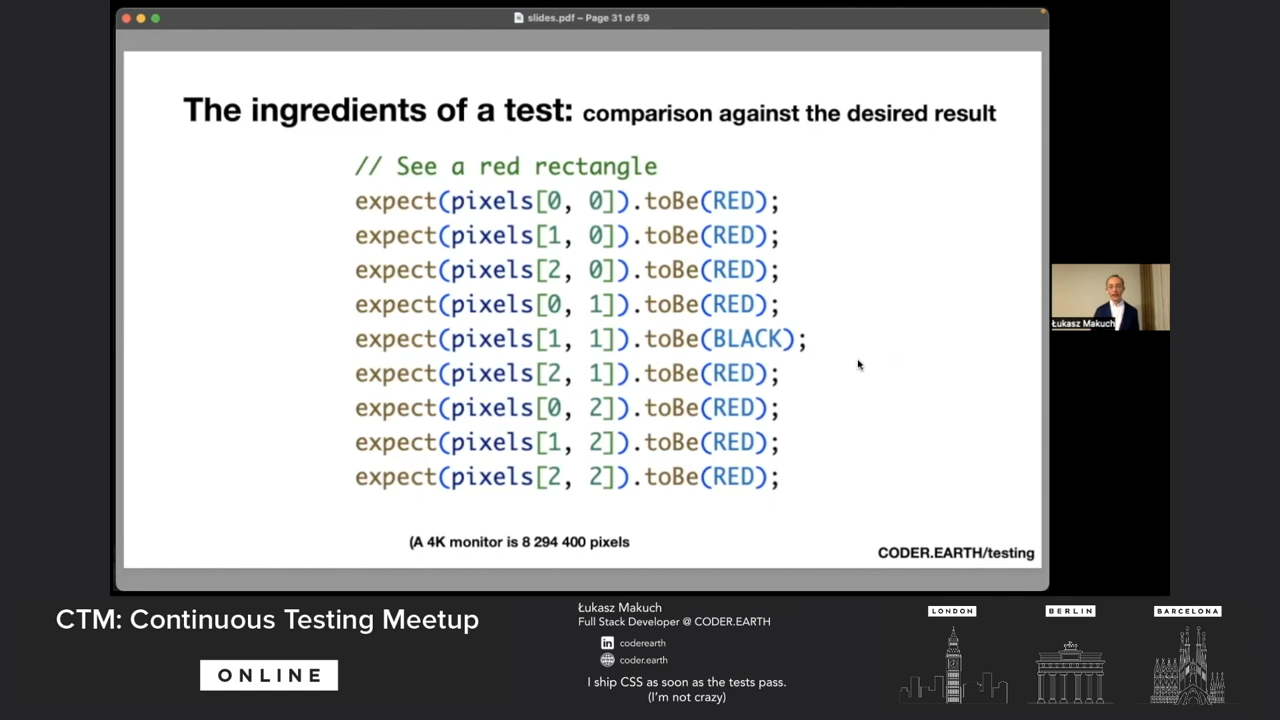 slides.pdf – Page 31 of 59
The ingredients of a test: comparison against the desired result
// See a red rectangle
expect(pixels[0, 0]).toBe(RED);
expect(pixels[1, 0]).toBe(RED);
expect(pixels[2, 0]).toBe(RED);
expect(pixels[0, 1]).toBe(RED);
expect(pixels[1, 1]).toBe(BLACK);
expect(pixels[2, 1]).toBe(RED);
expect(pixels[0, 2]).toBe(RED);
expect(pixels[1, 2]).toBe(RED);
expect(pixels[2, 2]).toBe(RED);
(A 4K monitor is 8 294 400 pixels
CODER.EARTH/testing
Łukasz Makuch
CTM: Continuous Testing Meetup
ONLINE
Łukasz Makuch
Full Stack Developer @ CODER.EARTH
in coderearth
coder.earth
I ship CSS as soon as the tests pass.
(I'm not crazy)
LONDON
BERLIN
BARCELONA